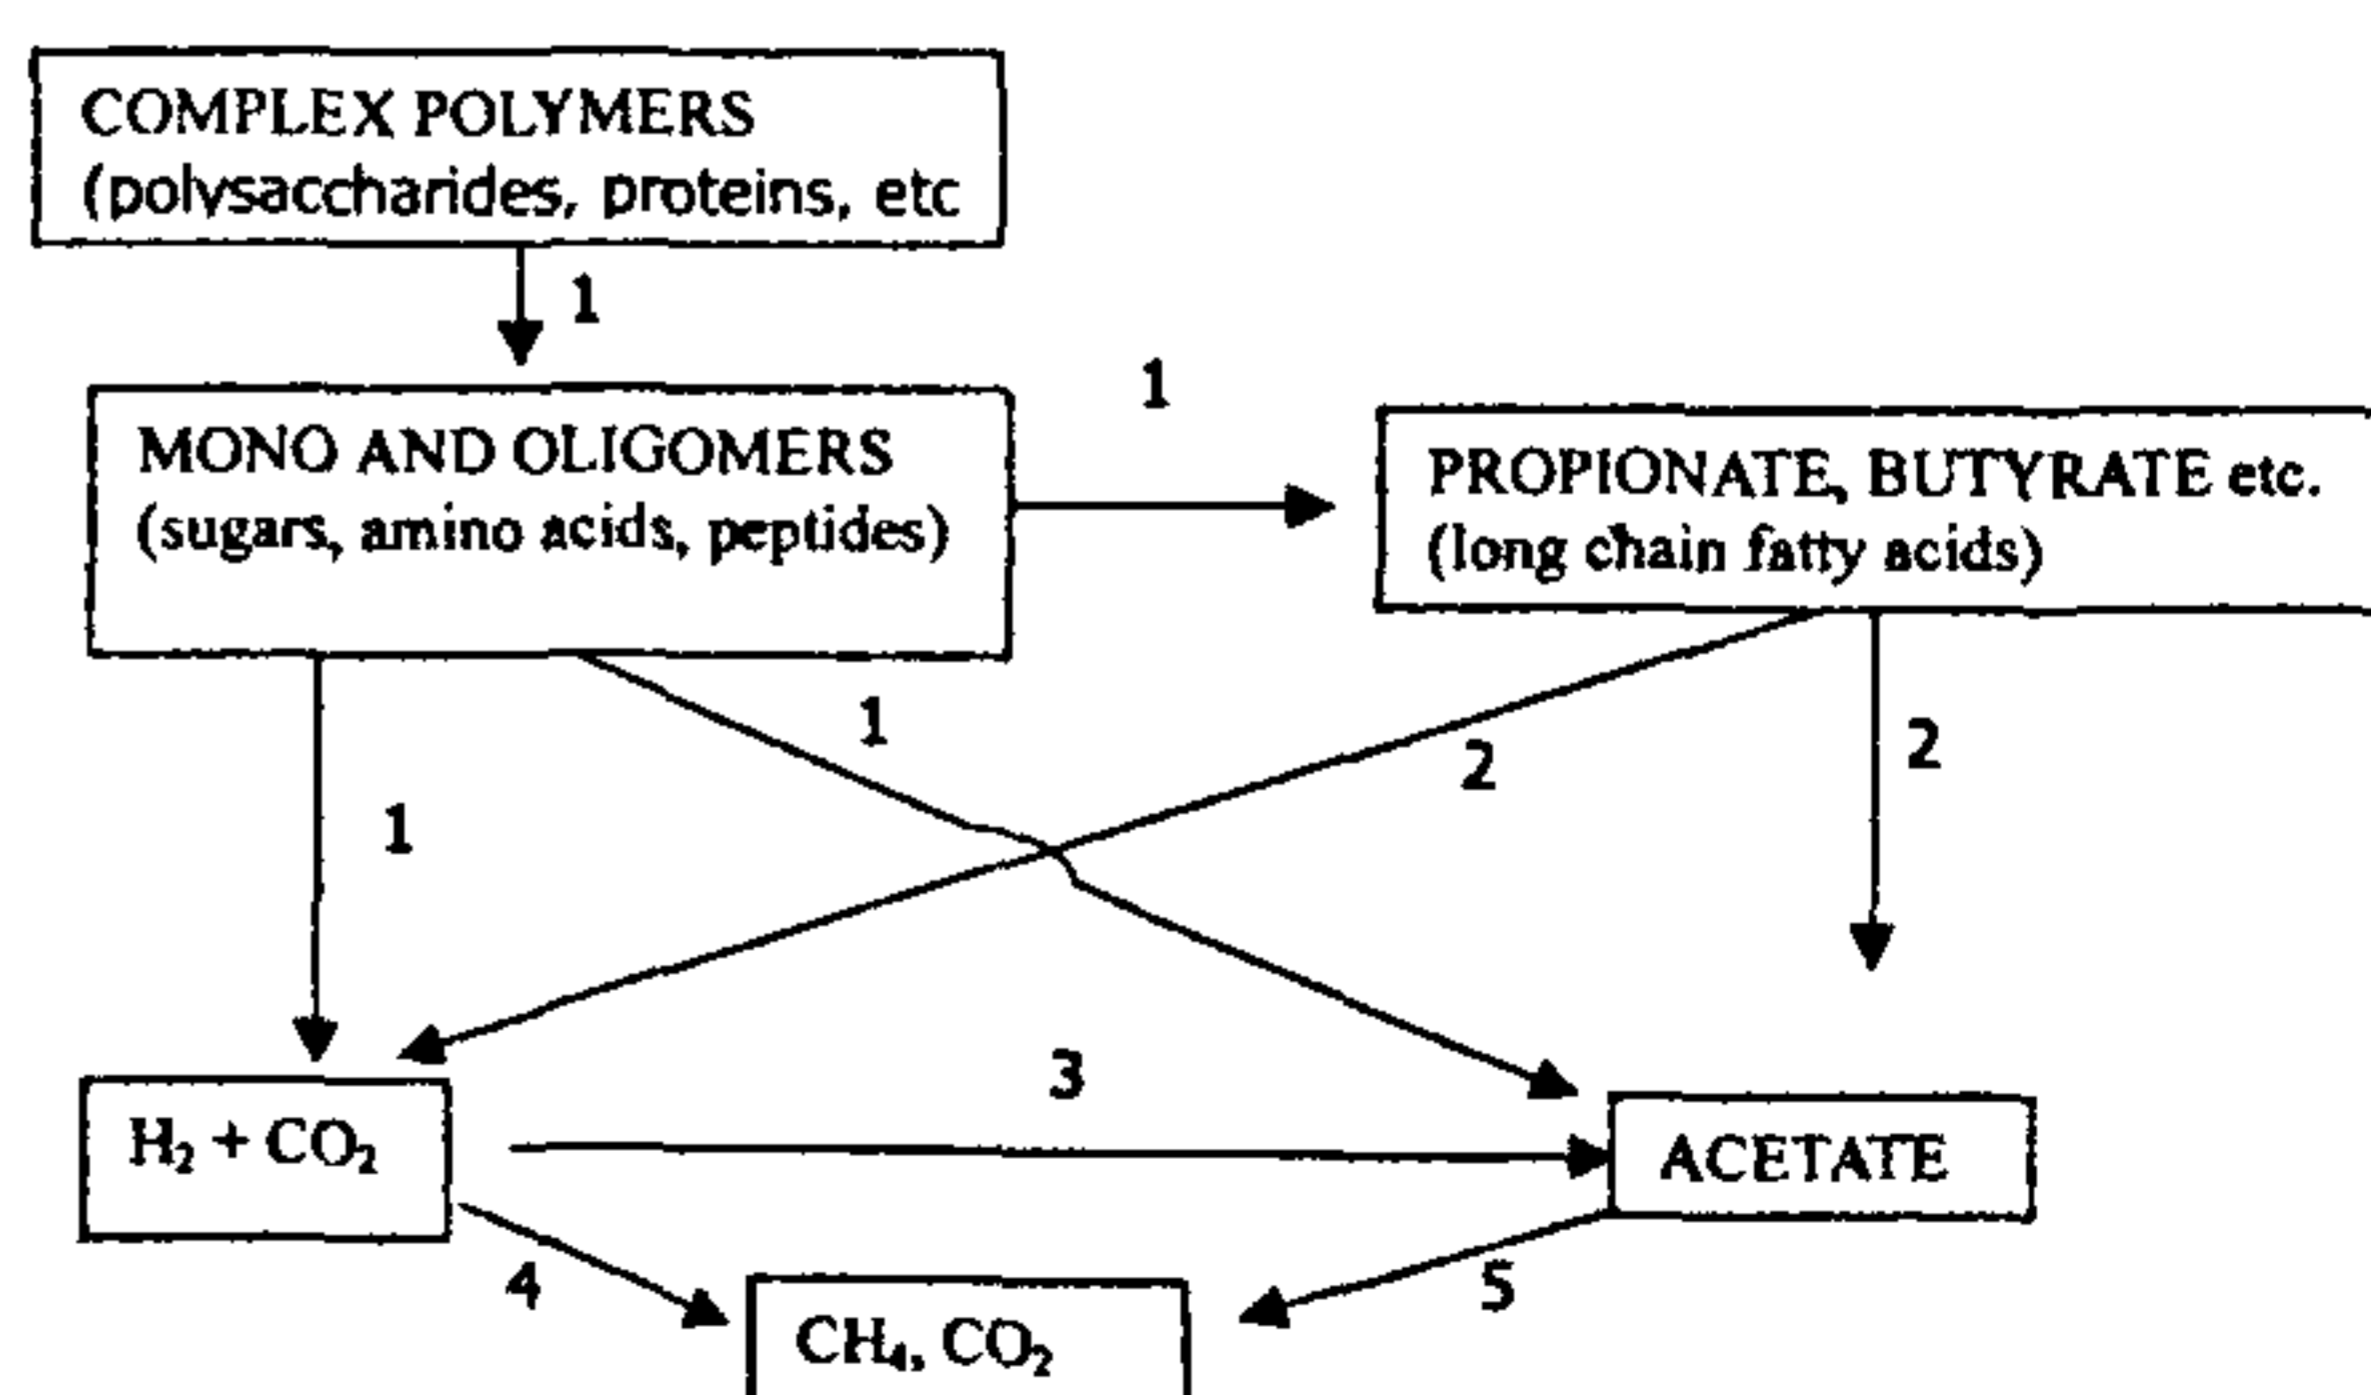 COMPLEX POLYMERS
(polysaccharides, proteins, etc
1
MONO AND OLIGOMERS
(sugars, amino acids, peptides)
1
PROPIONATE, BUTYRATE etc.
(long chain fatty acids)
1
1
2
2
H₂ + CO₂
3
ACETATE
4
5
CH₄, CO₂